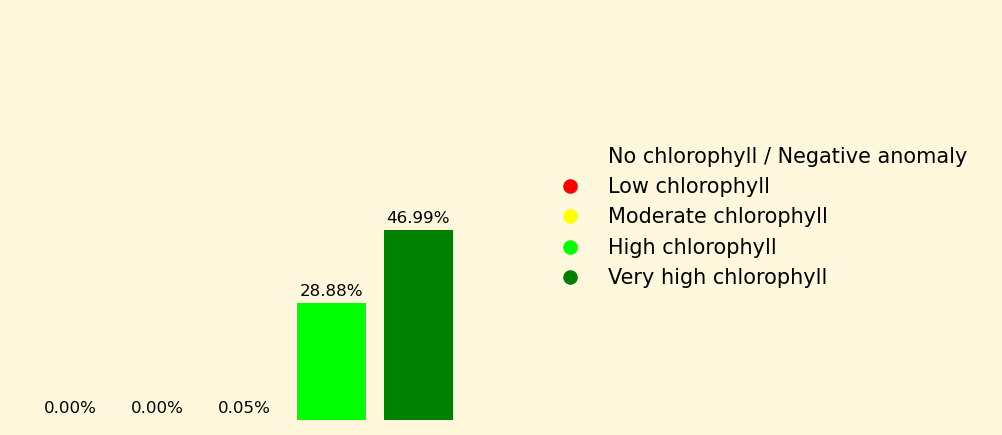 No chlorophyll / Negative anomaly
Low chlorophyll
Moderate chlorophyll
High chlorophyll
Very high chlorophyll
46.99%
28.88%
0.00%
0.00%
0.05%